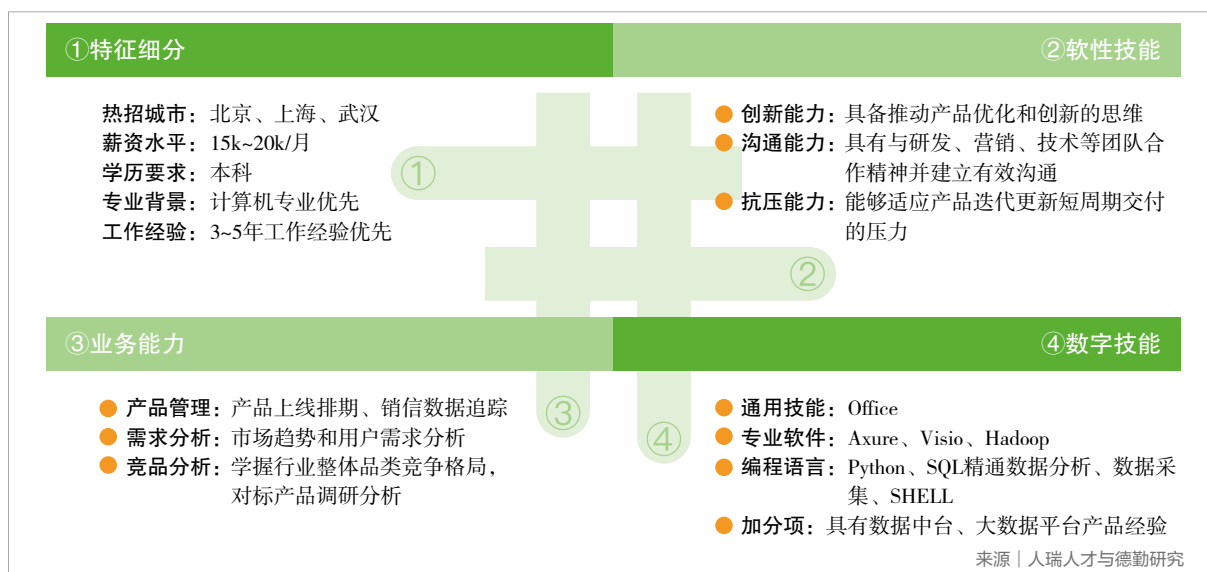 ①特征细分
热招城市：北京、上海、武汉
薪资水平：15k~20k/月
学历要求：本科
专业背景：计算机专业优先
工作经验：3~5年工作经验优先
①
②软性技能
创新能力：具备推动产品优化和创新的思维
沟通能力：具有与研发、营销、技术等团队合
作精神并建立有效沟通
抗压能力：能够适应产品迭代更新短周期交付
的压力
②
③业务能力
产品管理：产品上线排期、销信数据追踪
需求分析：市场趋势和用户需求分析
竞品分析：学握行业整体品类竞争格局，
对标产品调研分析
③
④数字技能
通用技能：Office
专业软件：Axure、Visio、Hadoop
编程语言：Python、SQL精通数据分析、数据采
集、SHELL
加分项：具有数据中台、大数据平台产品经验
④
来源｜人瑞人才与德勤研究